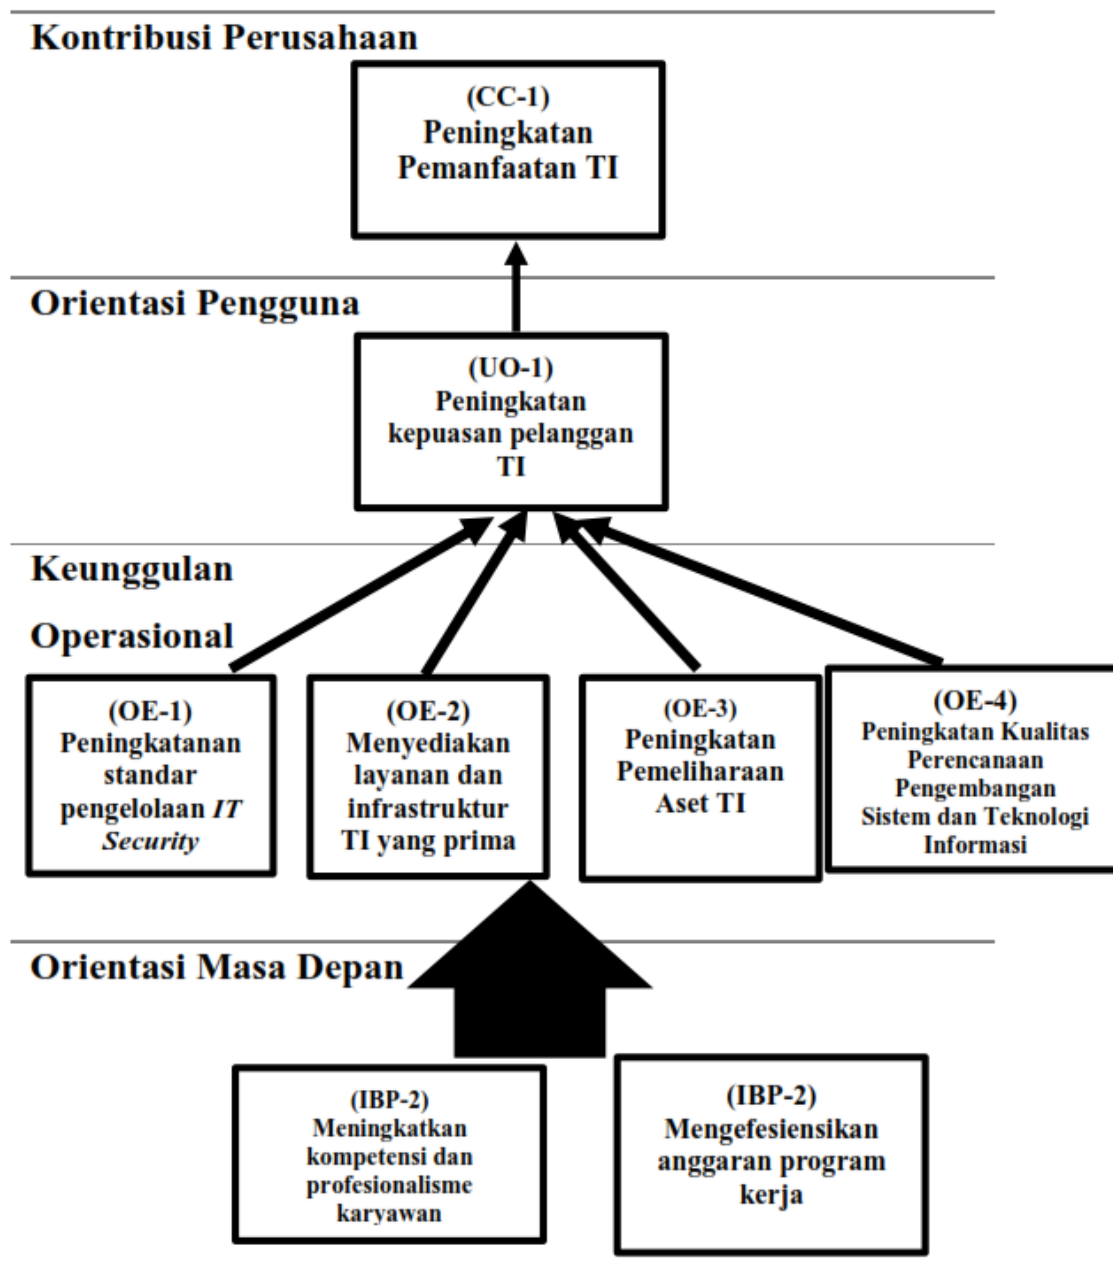 Kontribusi Perusahaan
(CC-1)
Peningkatan
Pemanfaatan TI
Orientasi Pengguna
(UO-1)
Peningkatan
kepuasan pelanggan
TI
Keunggulan
Operasional
(OE-1)
Peningkatanan
standar
pengelolaan IT
Security
(OE-2)
Menyediakan
layanan dan
infrastruktur
TI yang prima
(OE-3)
Peningkatan
Pemeliharaan
Aset TI
(OE-4)
Peningkatan Kualitas
Perencanaan
Pengembangan
Sistem dan Teknologi
Informasi
Orientasi Masa Depan
(IBP-2)
Meningkatkan
kompetensi dan
profesionalisme
karyawan
(IBP-2)
Mengefesiensikan
anggaran program
kerja